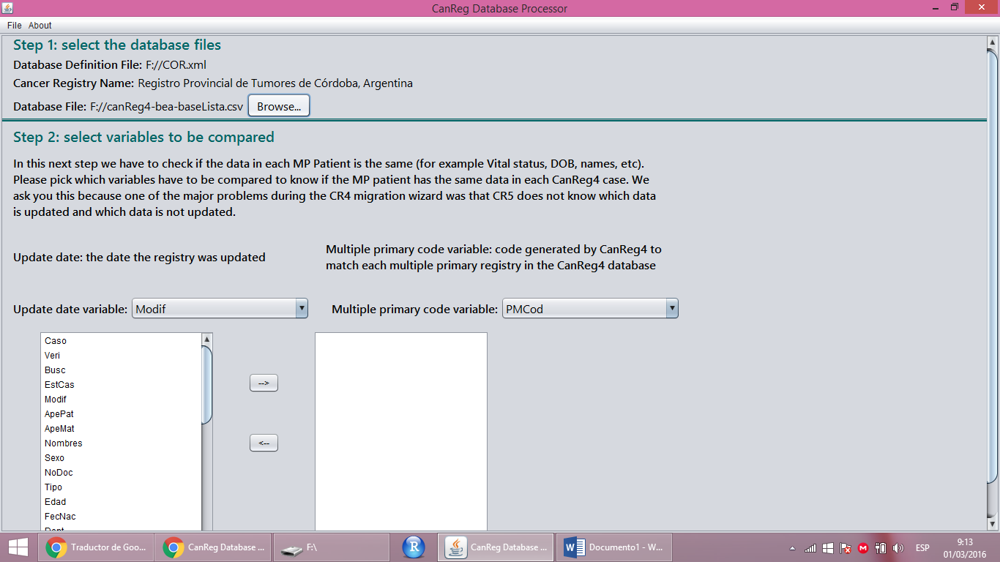 CanReg Database Processor
File About
Step 1: select the database files
Database Definition File: F://COR.xml
Cancer Registry Name: Registro Provincial de Tumores de Córdoba, Argentina
Database File: F://canReg4-bea-baseLista.csv Browse...
Step 2: select variables to be compared
In this next step we have to check if the data in each MP Patient is the same (for example Vital status, DOB, names, etc).
Please pick which variables have to be compared to know if the MP patient has the same data in each CanReg4 case. We
ask you this because one of the major problems during the CR4 migration wizard was that CR5 does not know which data
is updated and which data is not updated.
Update date: the date the registry was updated
Multiple primary code variable: code generated by CanReg4 to
match each multiple primary registry in the CanReg4 database
Update date variable: Modif Multiple primary code variable: PMCod
Caso
Veri
Busc
EstCas
Modif
ApePat
ApeMat
Nombres
Sexo
NoDoc
Tipo
Edad
FecNac
-->
<--
Traductor de Goo... CanReg Database ... F:\ CanReg Database ... Documento1 - W... ESP 9:13
01/03/2016